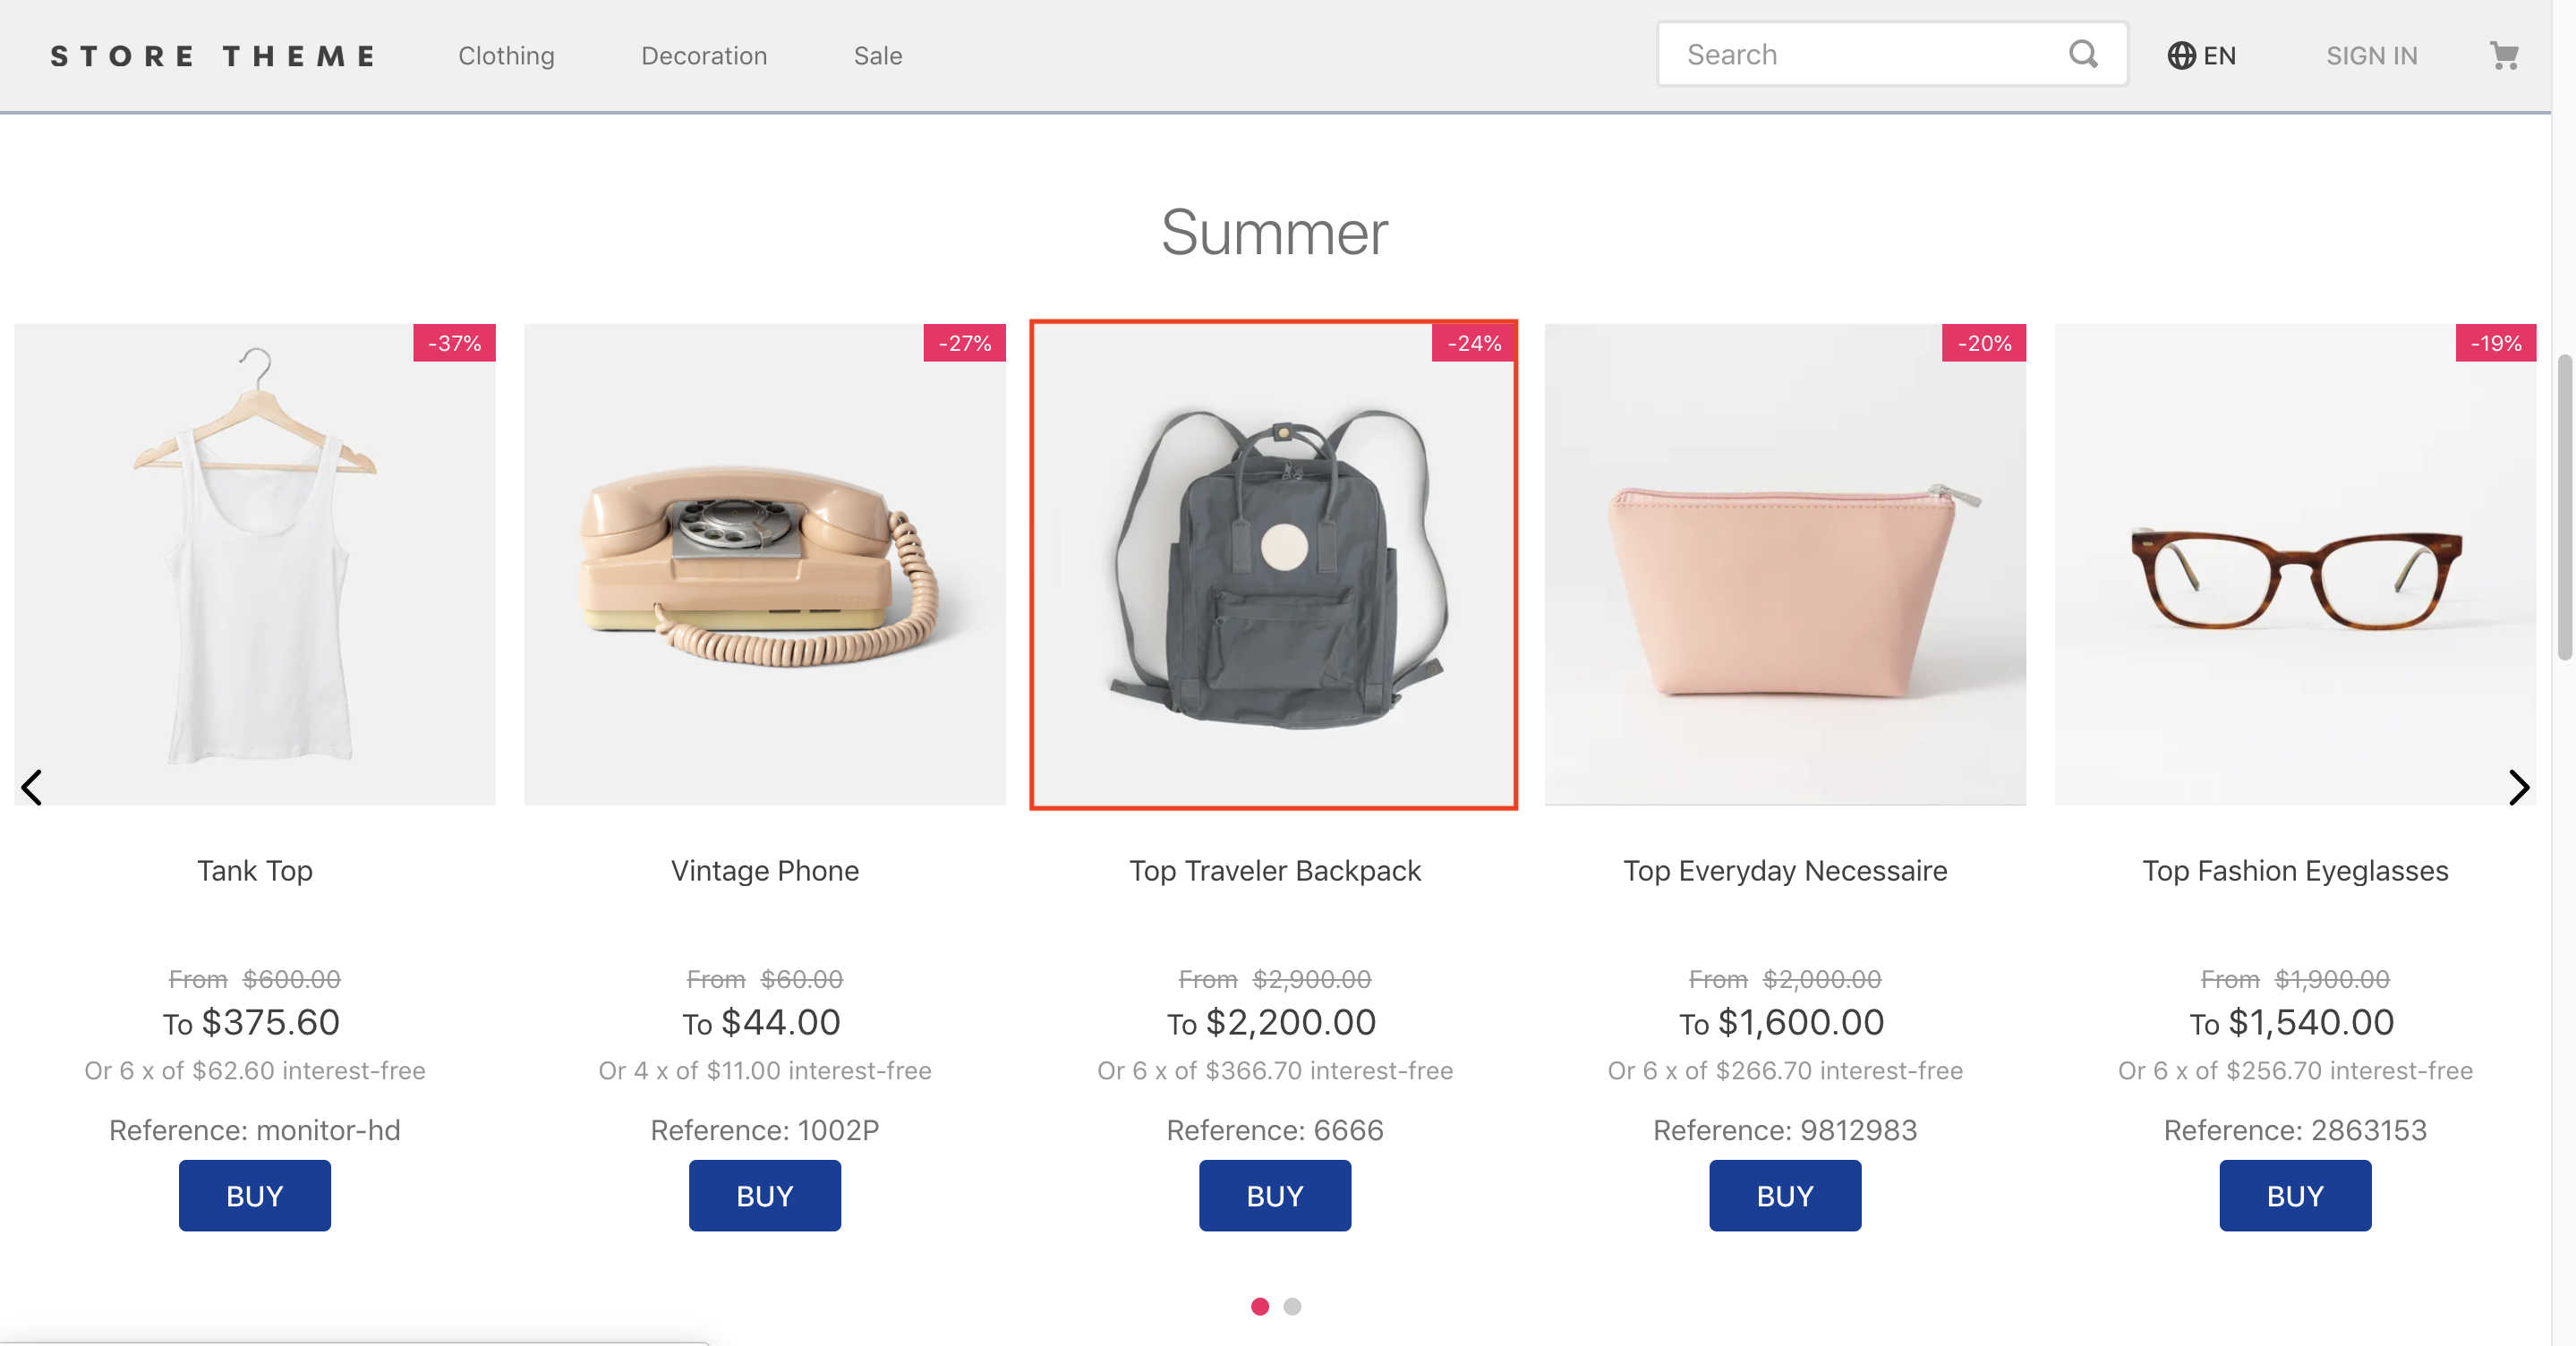 STORE THEME
Clothing
Decoration
Sale
Search
EN
SIGN IN
Summer
-37%
-27%
-24%
-20%
-19%
Tank Top
From $600.00
To $375.60
Or 6 x of $62.60 interest-free
Reference: monitor-hd
BUY
Vintage Phone
From $60.00
To $44.00
Or 4 x of $11.00 interest-free
Reference: 1002P
BUY
Top Traveler Backpack
From $2,900.00
To $2,200.00
Or 6 x of $366.70 interest-free
Reference: 6666
BUY
Top Everyday Necessaire
From $2,000.00
To $1,600.00
Or 6 x of $266.70 interest-free
Reference: 9812983
BUY
Top Fashion Eyeglasses
From $1,900.00
To $1,540.00
Or 6 x of $256.70 interest-free
Reference: 2863153
BUY